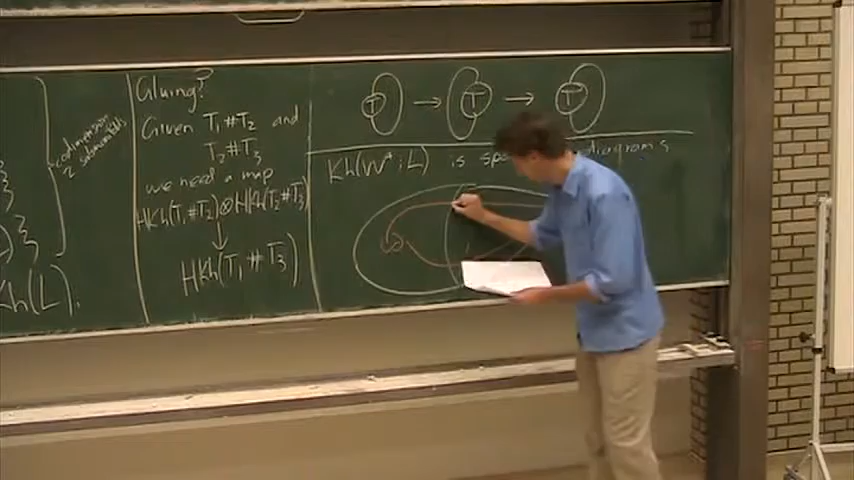 codimension
2 submanifolds
Kh(L)
Gluing?
Given T₁#T₂ and
T₂#T₃
we need a map
HKh(T₁#T₂)⊗HKh(T₂#T₃)
↓
HKh(T₁#T₃)
T → T → T
Kh(W⁴;L) is diagrams